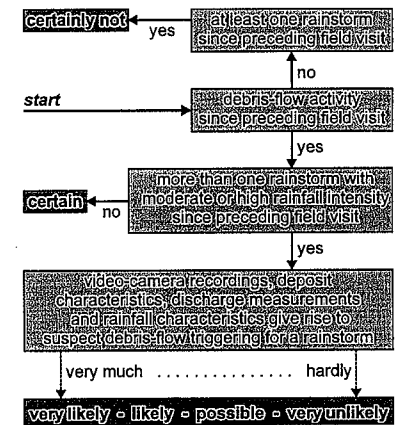 at least one rainstorm
since preceding field visit
yes
certainly not
no
start
debris-flow activity
since preceding field visit
yes
more than one rainstorm with
moderate or high rainfall intensity
since preceding field visit
no
certain
yes
video-camera recordings, deposit
characteristics, discharge measurements
and rainfall characteristics give rise to
suspect debris-flow triggering for a rainstorm
very much . . . . . . . . . . . . . . . hardly
very likely - likely - possible - very unlikely